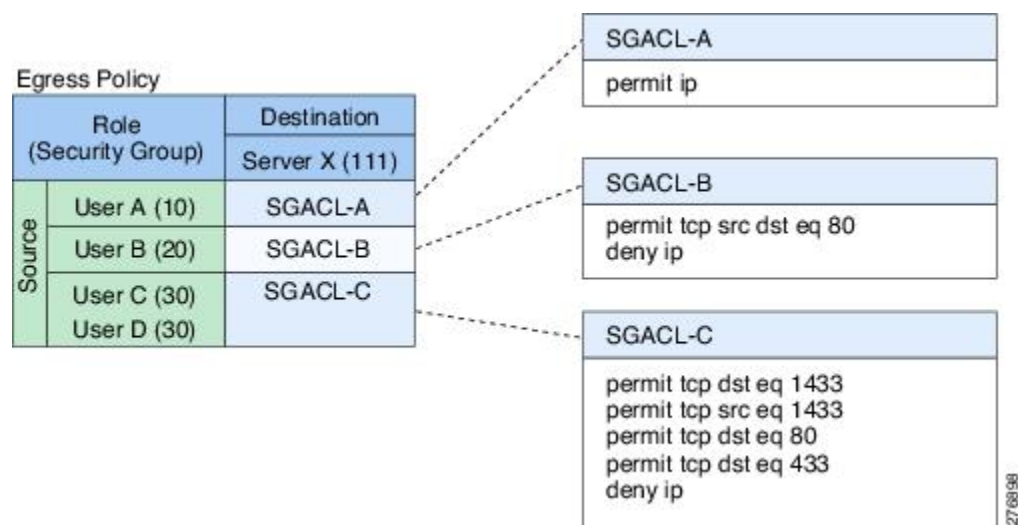 Egress Policy
Role
(Security Group)
Destination
Server X (111)
Source
User A (10)
SGACL-A
User B (20)
SGACL-B
User C (30)
User D (30)
SGACL-C
SGACL-A
permit ip
SGACL-B
permit tcp src dst eq 80
deny ip
SGACL-C
permit tcp dst eq 1433
permit tcp src eq 1433
permit tcp dst eq 80
permit tcp dst eq 433
deny ip
276898